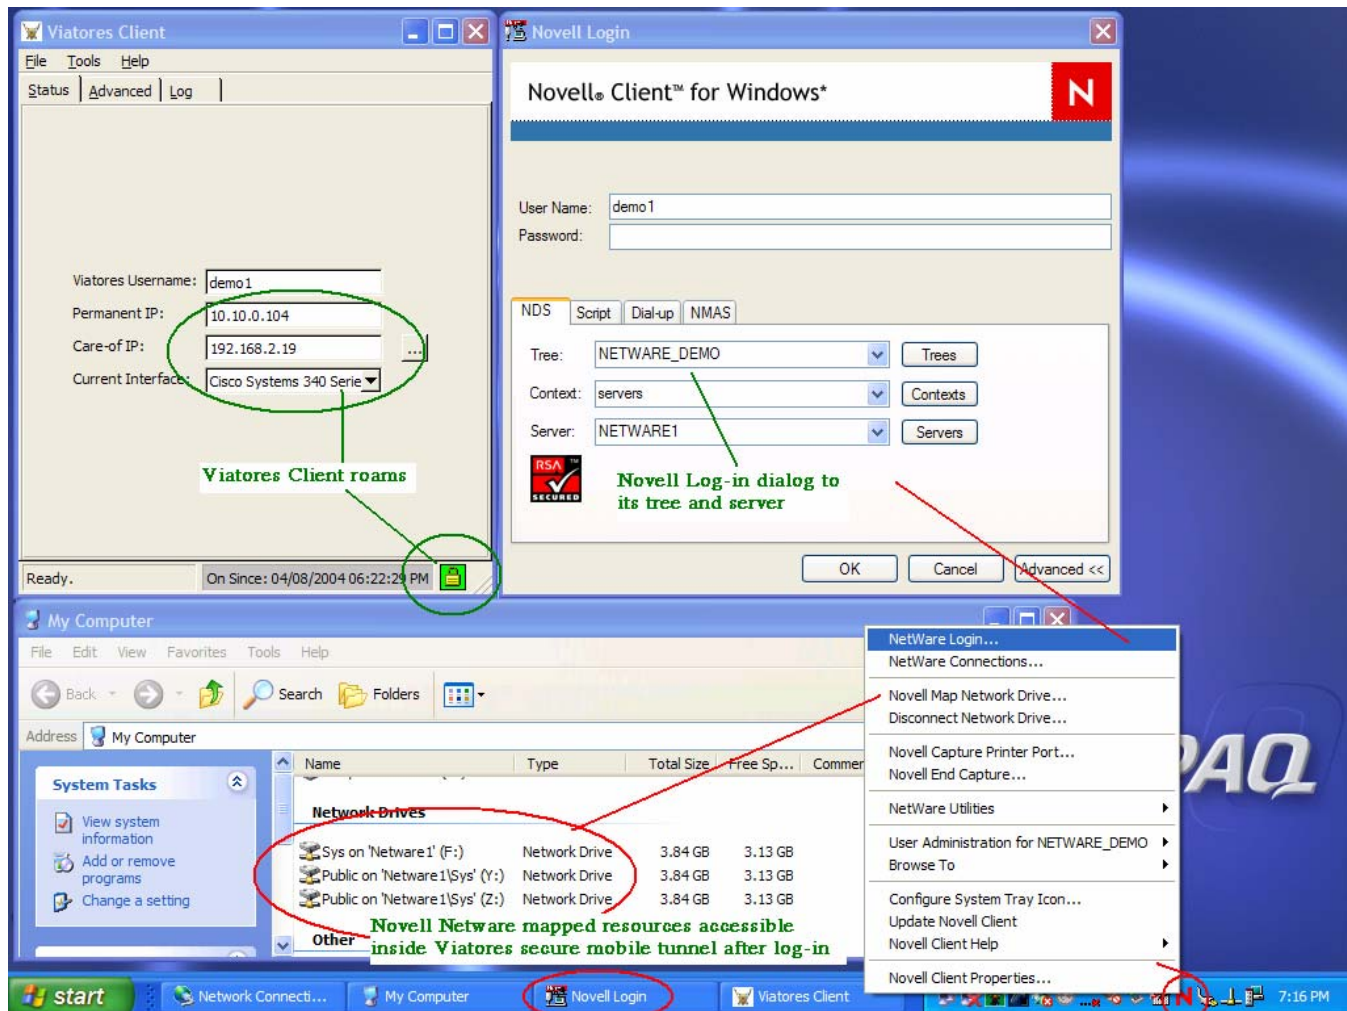 Viatores Client
File Tools Help
Status Advanced Log
Viatores Username: demo1
Permanent IP: 10.10.0.104
Care-of IP: 192.168.2.19 ...
Current Interface: Cisco Systems 340 Serie
Viatores Client roams
Ready. On Since: 04/08/2004 06:22:29 PM
Novell Login
Novell® Client™ for Windows*
N
User Name: demo1
Password:
NDS Script Dial-up NMAS
Tree: NETWARE_DEMO Trees
Context: servers Contexts
Server: NETWARE1 Servers
RSA™
SECURED
Novell Log-in dialog to
its tree and server
OK Cancel Advanced <<
My Computer
File Edit View Favorites Tools Help
Back Search Folders
Address My Computer
System Tasks
View system
information
Add or remove
programs
Change a setting
Name Type Total Size Free Sp... Commer
Network Drives
Sys on 'Netware1' (F:) Network Drive 3.84 GB 3.13 GB
Public on 'Netware1\Sys' (Y:) Network Drive 3.84 GB 3.13 GB
Public on 'Netware1\Sys' (Z:) Network Drive 3.84 GB 3.13 GB
Other
Novell Netware mapped resources accessible
inside Viatores secure mobile tunnel after log-in
NetWare Login...
NetWare Connections...
Novell Map Network Drive...
Disconnect Network Drive...
Novell Capture Printer Port...
Novell End Capture...
NetWare Utilities
User Administration for NETWARE_DEMO
Browse To
Configure System Tray Icon...
Update Novell Client
Novell Client Help
Novell Client Properties...
PAQ
start Network Connecti... My Computer Novell Login Viatores Client N 7:16 PM